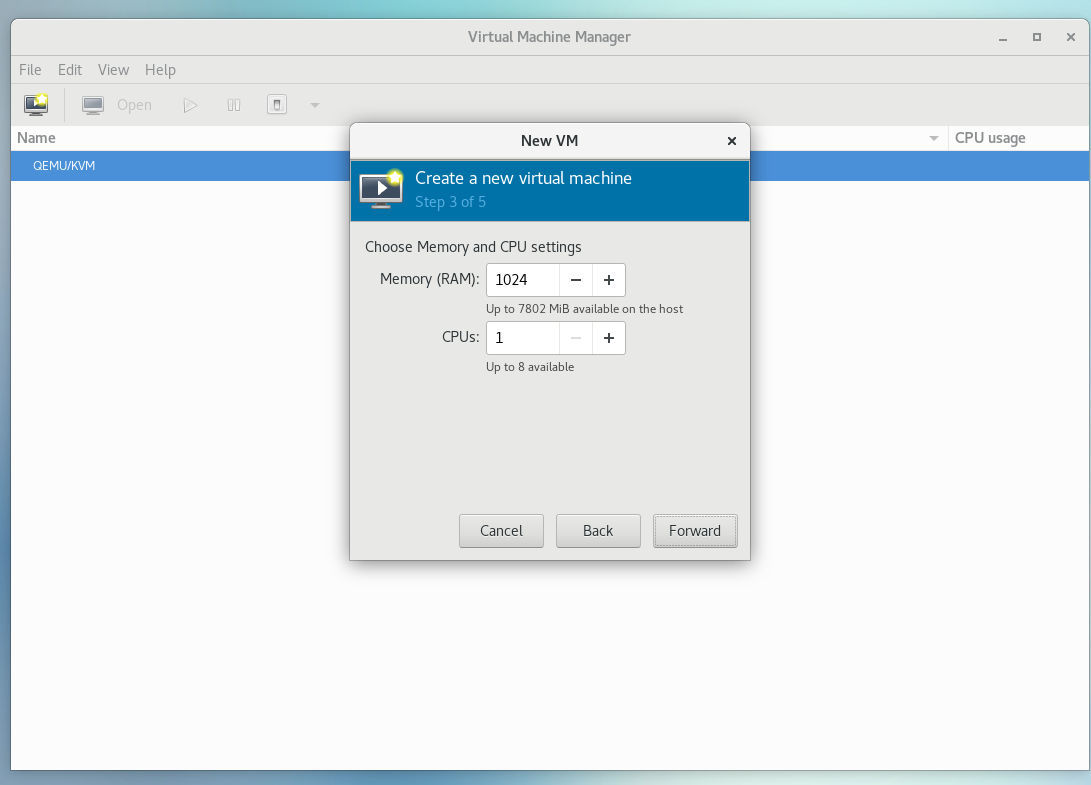 Virtual Machine Manager
File Edit View Help
Open
Name CPU usage
QEMU/KVM
New VM
Create a new virtual machine
Step 3 of 5
Choose Memory and CPU settings
Memory (RAM): 1024
Up to 7802 MiB available on the host
CPUs: 1
Up to 8 available
Cancel Back Forward